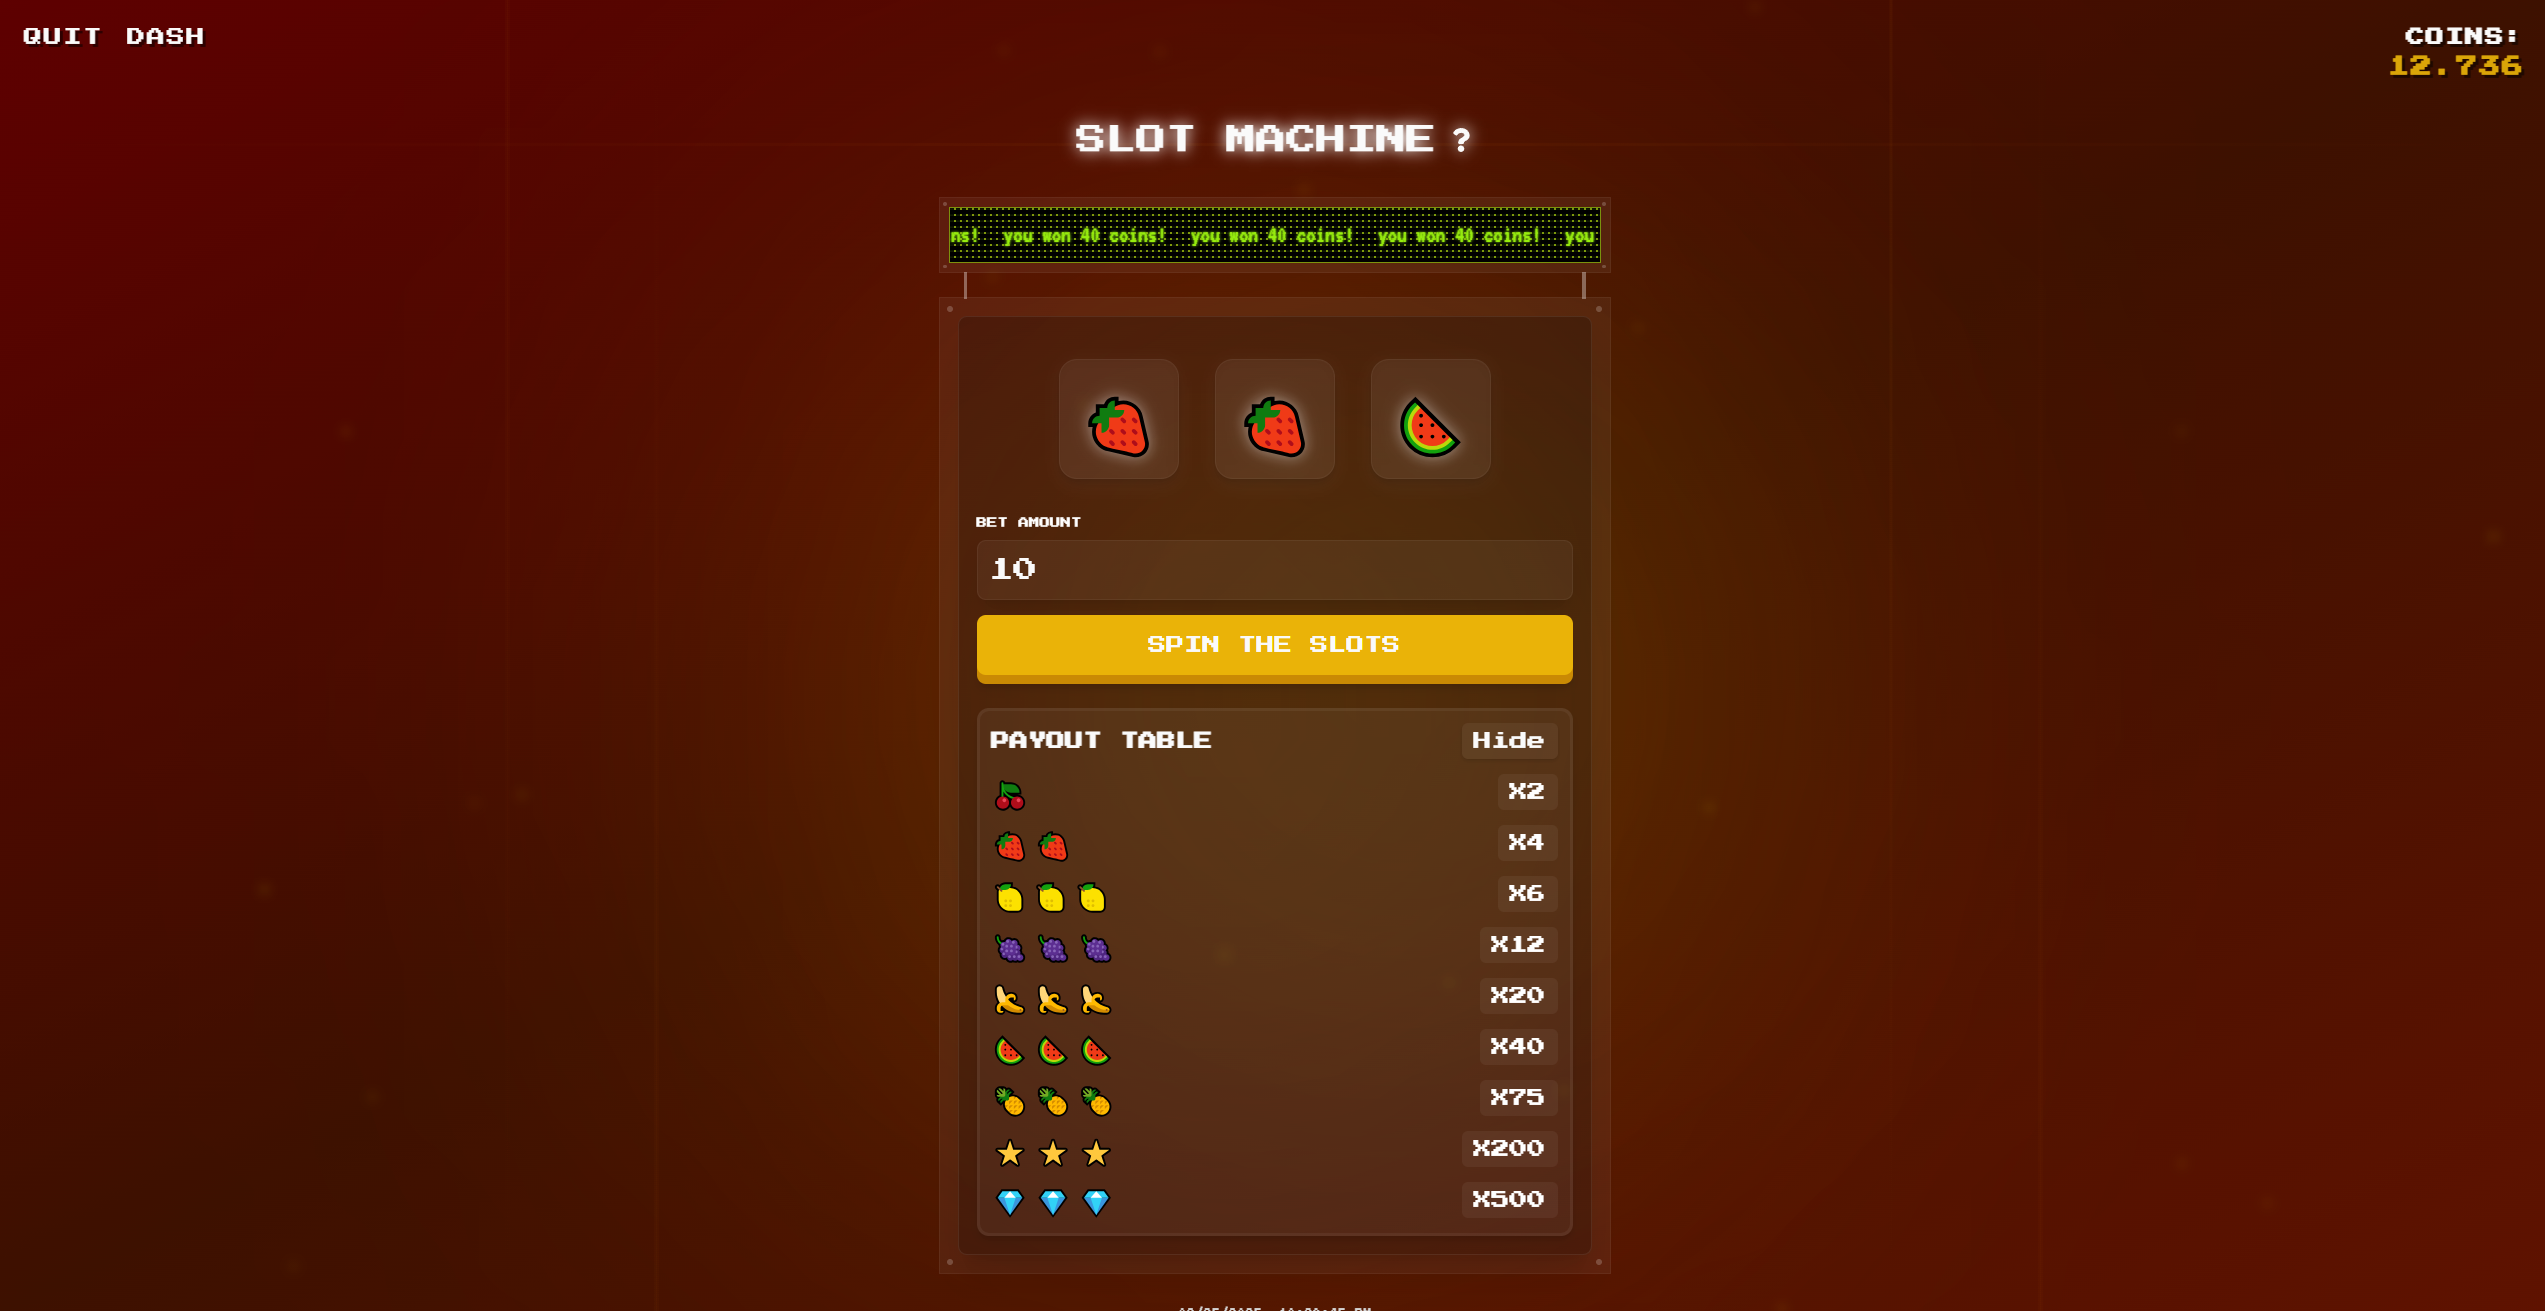 QUIT DASH
COINS:
12.736
SLOT MACHINE ?
ns! you won 40 coins! you won 40 coins! you won 40 coins! you
BET AMOUNT
10
SPIN THE SLOTS
PAYOUT TABLE
Hide
X2
X4
X6
X12
X20
X40
X75
X200
X500